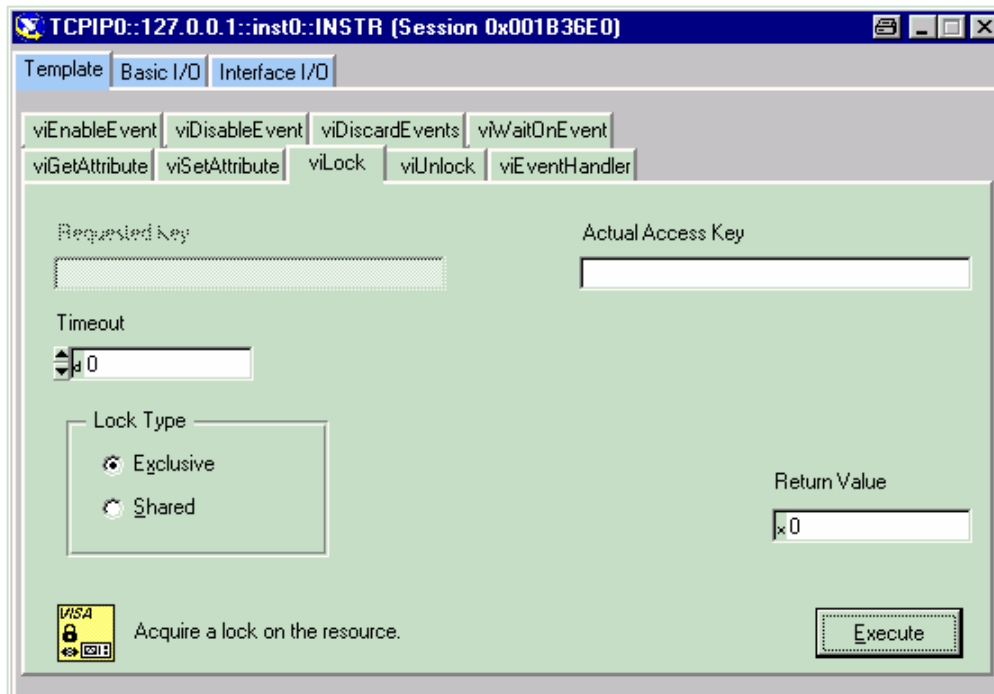 TCPIP0::127.0.0.1::inst0::INSTR (Session 0x001B36E0)
Template Basic I/O Interface I/O
viEnableEvent viDisableEvent viDiscardEvents viWaitOnEvent
viGetAttribute viSetAttribute viLock viUnlock viEventHandler
Requested Key Actual Access Key
Timeout
d 0
Lock Type
Exclusive
Shared
Return Value
x 0
VISA
Acquire a lock on the resource.
Execute